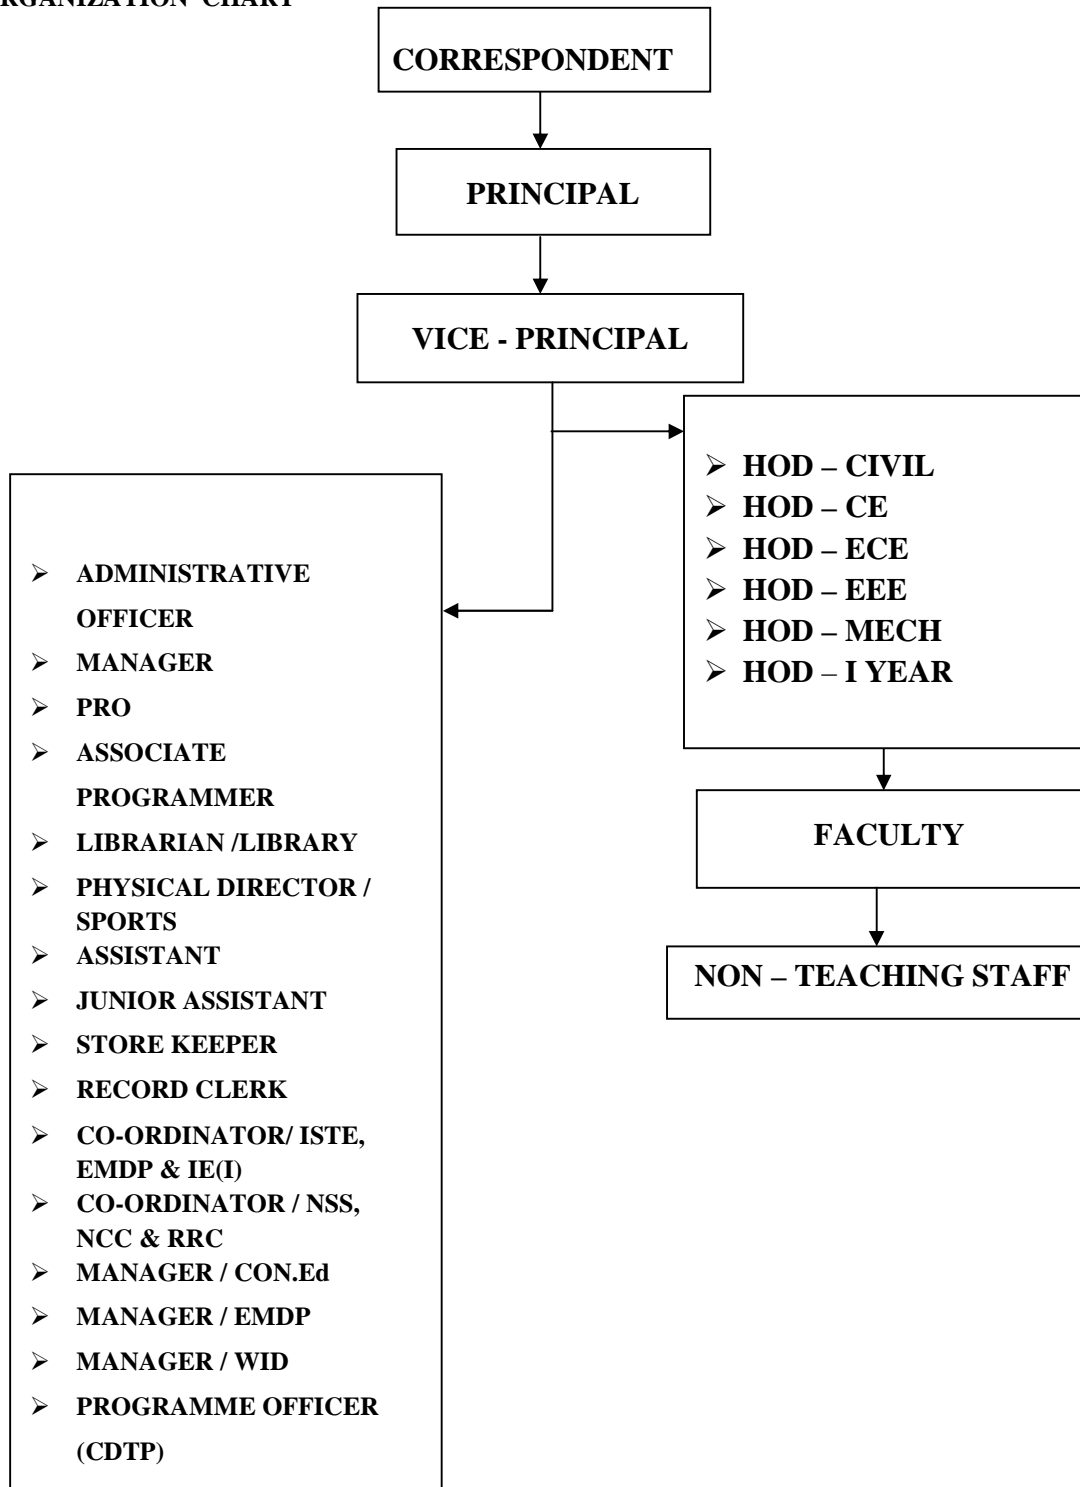 RGANIZATION CHART
CORRESPONDENT
PRINCIPAL
VICE - PRINCIPAL
➢ HOD – CIVIL
➢ HOD – CE
➢ HOD – ECE
➢ HOD – EEE
➢ HOD – MECH
➢ HOD – I YEAR
FACULTY
NON – TEACHING STAFF
➢ ADMINISTRATIVE
OFFICER
➢ MANAGER
➢ PRO
➢ ASSOCIATE
PROGRAMMER
➢ LIBRARIAN /LIBRARY
➢ PHYSICAL DIRECTOR /
SPORTS
➢ ASSISTANT
➢ JUNIOR ASSISTANT
➢ STORE KEEPER
➢ RECORD CLERK
➢ CO-ORDINATOR/ ISTE,
EMDP & IE(I)
➢ CO-ORDINATOR / NSS,
NCC & RRC
➢ MANAGER / CON.Ed
➢ MANAGER / EMDP
➢ MANAGER / WID
➢ PROGRAMME OFFICER
(CDTP)